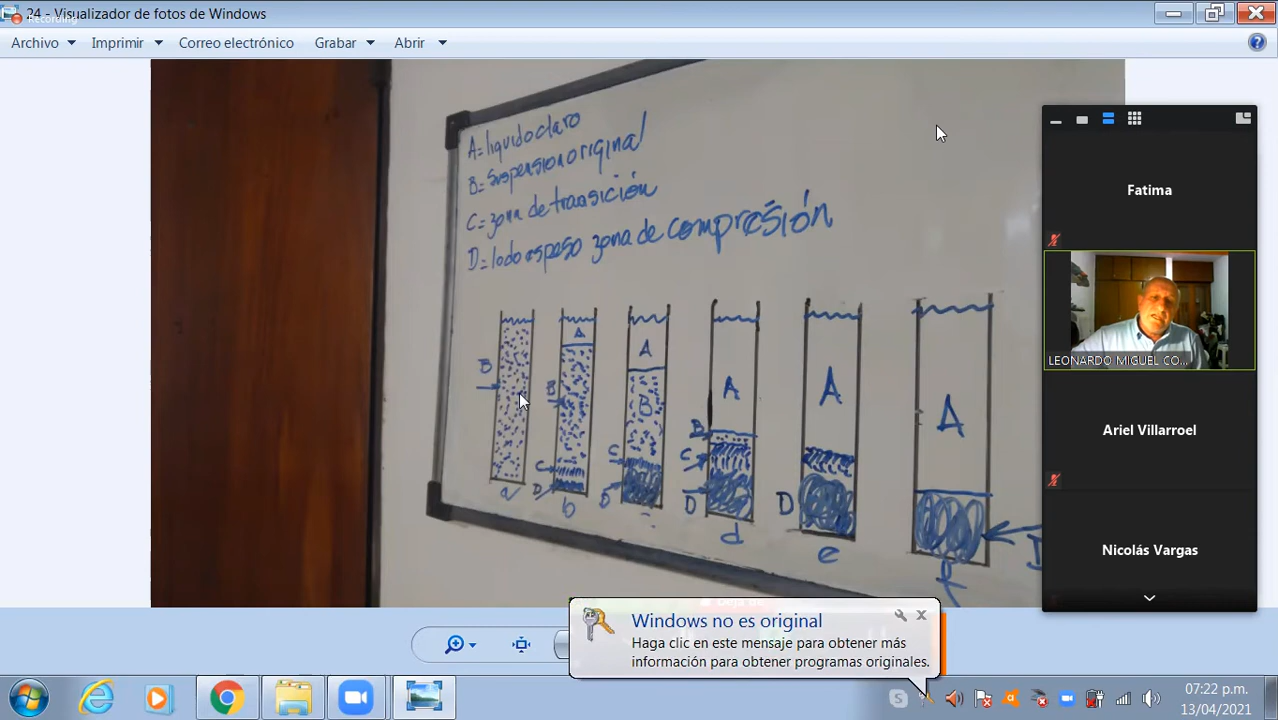 24 - Visualizador de fotos de Windows
Recording
Archivo Imprimir Correo electrónico Grabar Abrir
A= liquido claro
B= suspension original
C= zona de transición
D= lodo espeso zona de compresión
A
A
A
A
A
B
B
B
B
C
C
C
D
D
D
D
a
b
d
e
f
Fatima
LEONARDO MIGUEL CO...
Ariel Villarroel
Nicolás Vargas
Windows no es original
Haga clic en este mensaje para obtener más
información para obtener programas originales.
07:22 p.m.
13/04/2021